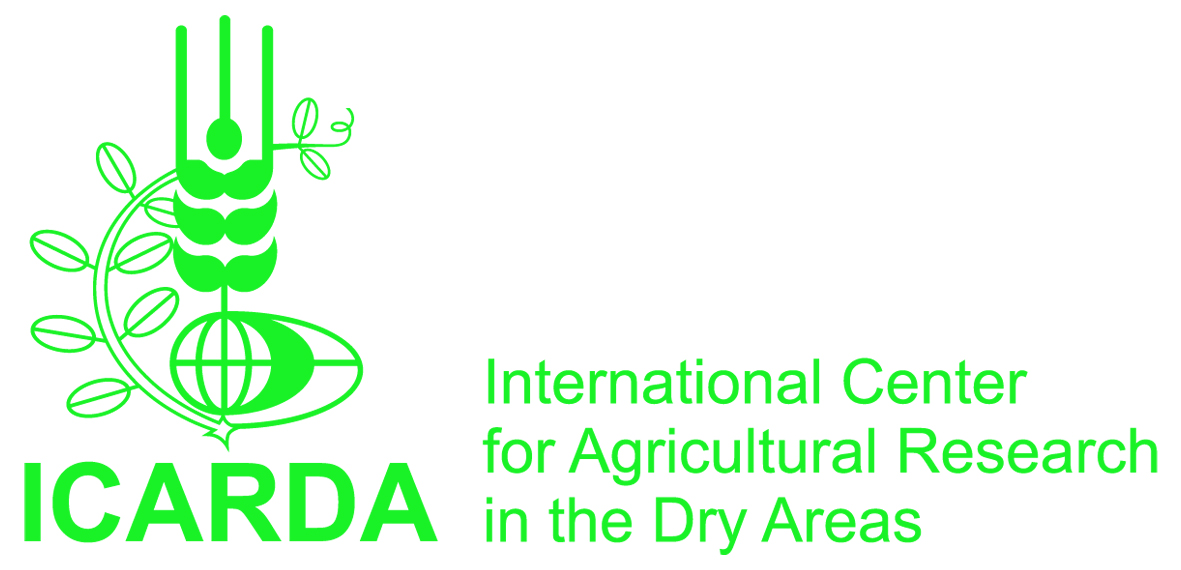 ICARDA
International Center
for Agricultural Research
in the Dry Areas